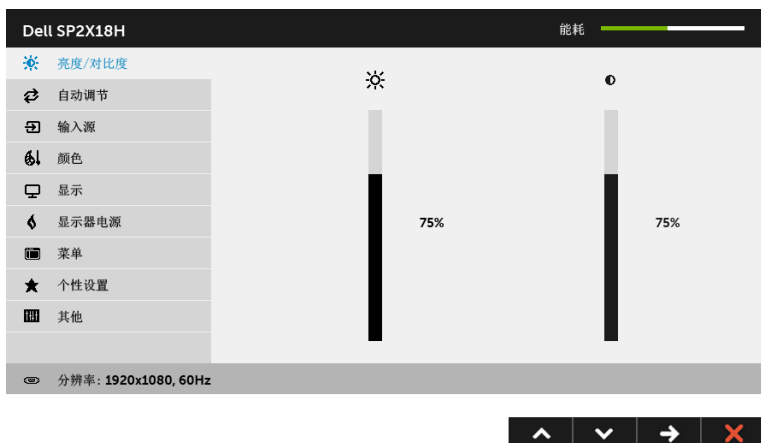 Dell SP2X18H
能耗
亮度/对比度
自动调节
输入源
颜色
显示
显示器电源
菜单
个性设置
其他
75%
75%
分辨率: 1920x1080, 60Hz